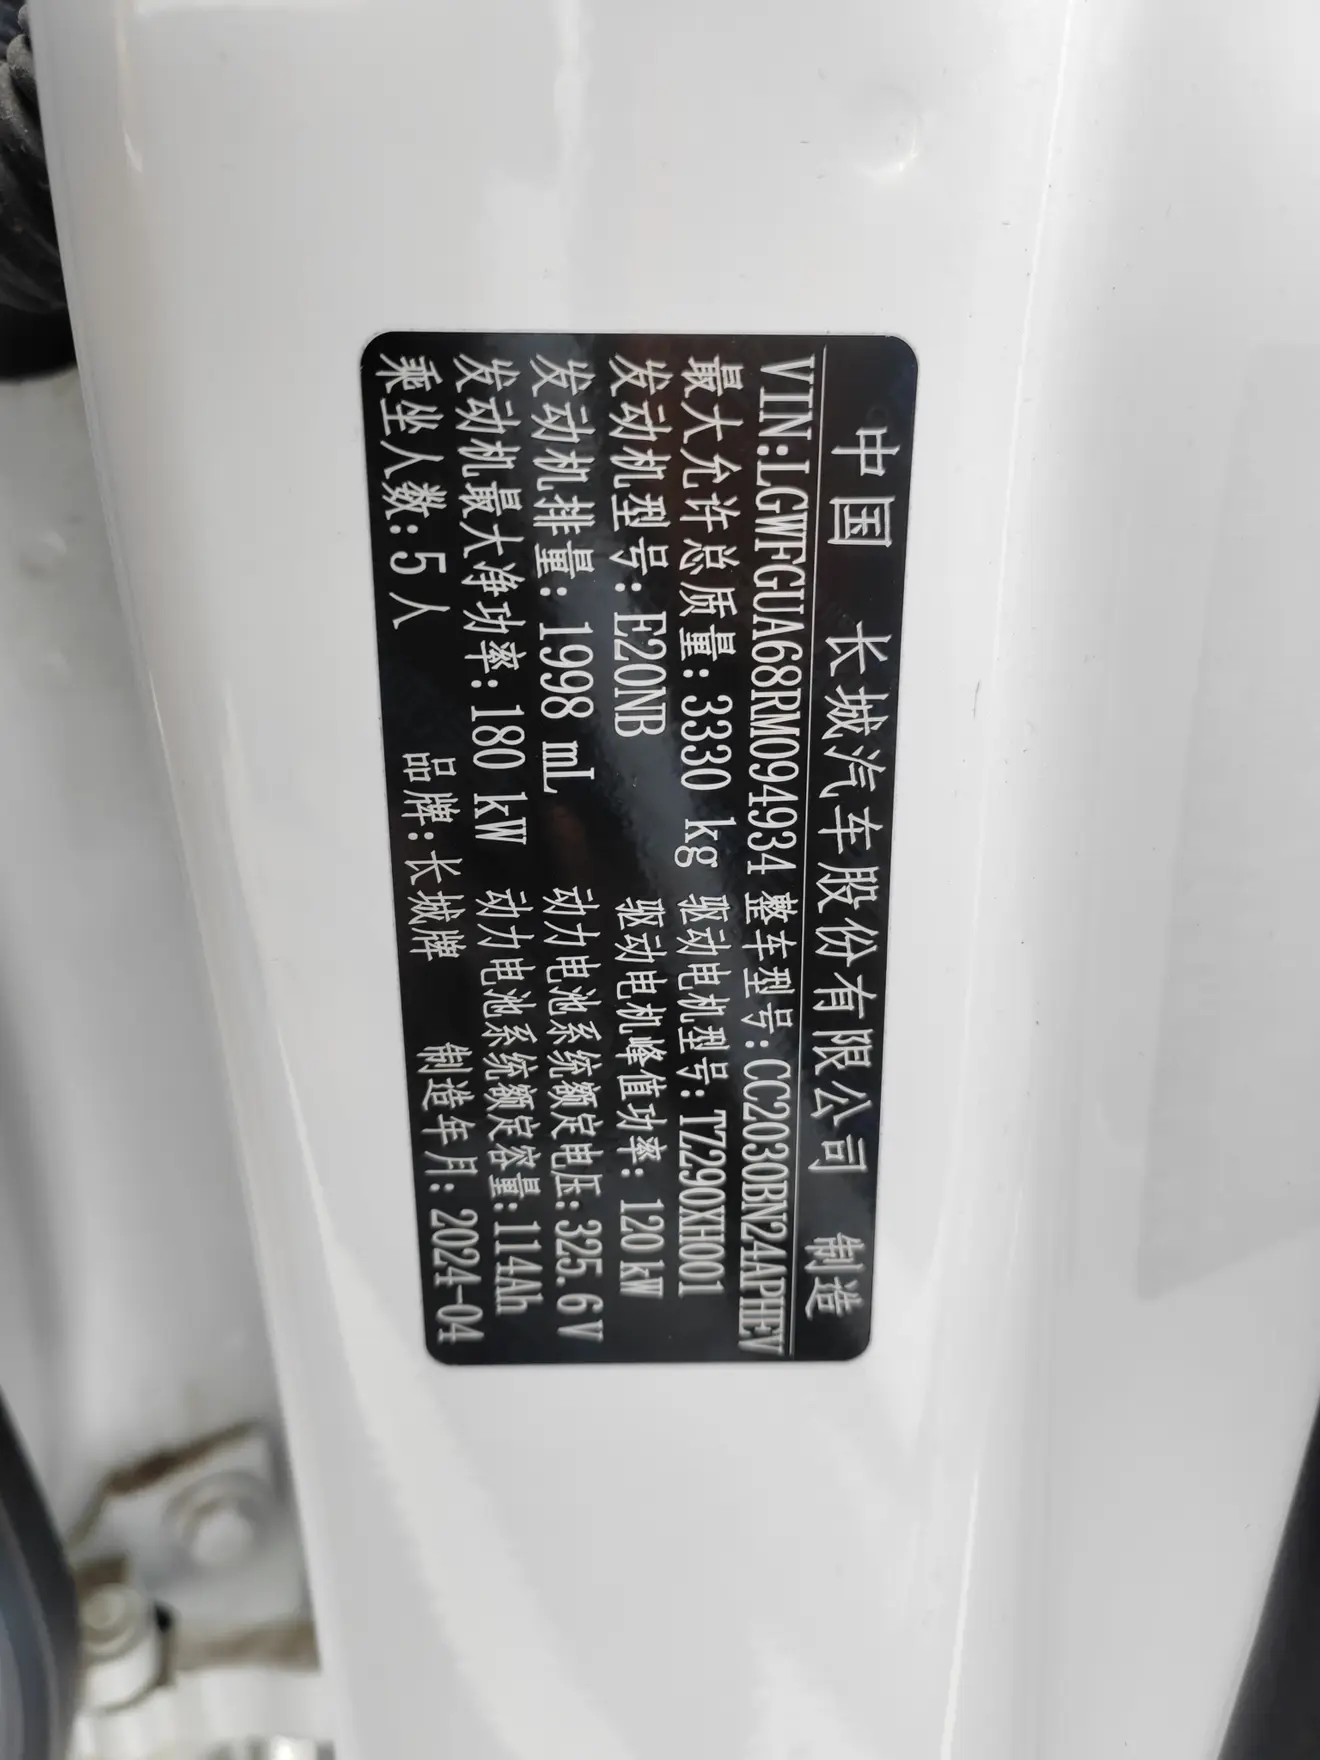 中国 长城汽车股份有限公司 制造
VIN:LGWFGUA68RM094934 整车型号:CC2030BN24APHEV
最大允许总质量:3330 kg 驱动电机型号:TZ290XH001
发动机型号:E20NB 驱动电机峰值功率:120kW
发动机排量:1998 mL 动力电池系统额定电压:325.6V
发动机最大净功率:180 kW 动力电池系统额定容量:114Ah
乘坐人数:5人 品牌:长城牌 制造年月:2024-04